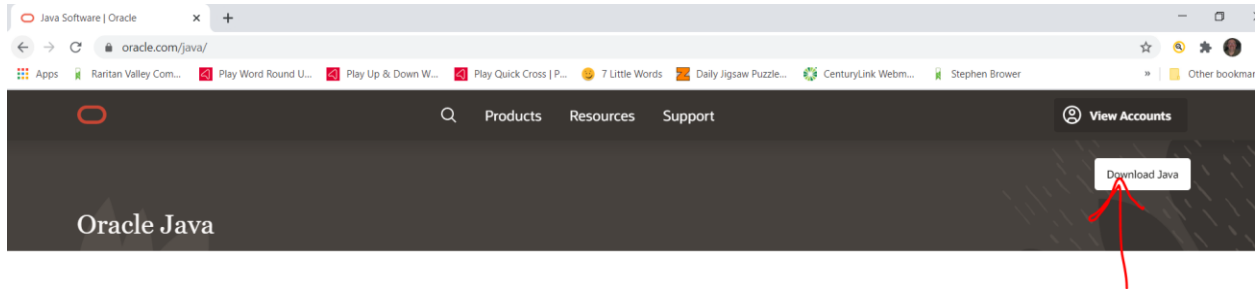 Java Software | Oracle
oracle.com/java/
Apps Raritan Valley Com... Play Word Round U... Play Up & Down W... Play Quick Cross | P... 7 Little Words Daily Jigsaw Puzzle... CenturyLink Webm... Stephen Brower » Other bookmar
Products Resources Support View Accounts
Download Java
Oracle Java